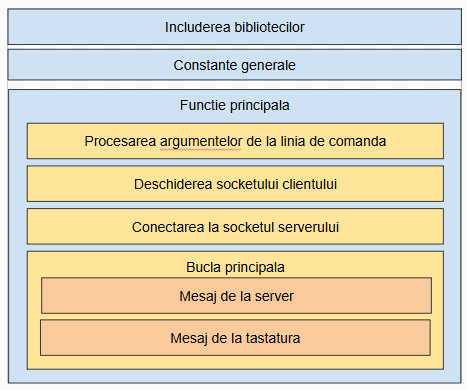 Includerea bibliotecilor
Constante generale
Functie principala
Procesarea argumentelor de la linia de comanda
Deschiderea socketului clientului
Conectarea la socketul serverului
Bucla principala
Mesaj de la server
Mesaj de la tastatura